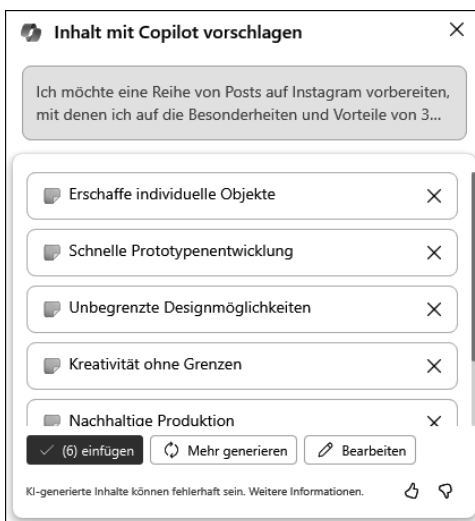 Inhalt mit Copilot vorschlagen
Ich möchte eine Reihe von Posts auf Instagram vorbereiten,
mit denen ich auf die Besonderheiten und Vorteile von 3...
Erschaffe individuelle Objekte
Schnelle Prototypenentwicklung
Unbegrenzte Designmöglichkeiten
Kreativität ohne Grenzen
Nachhaltige Produktion
(6) einfügen Mehr generieren Bearbeiten
KI-generierte Inhalte können fehlerhaft sein. Weitere Informationen.